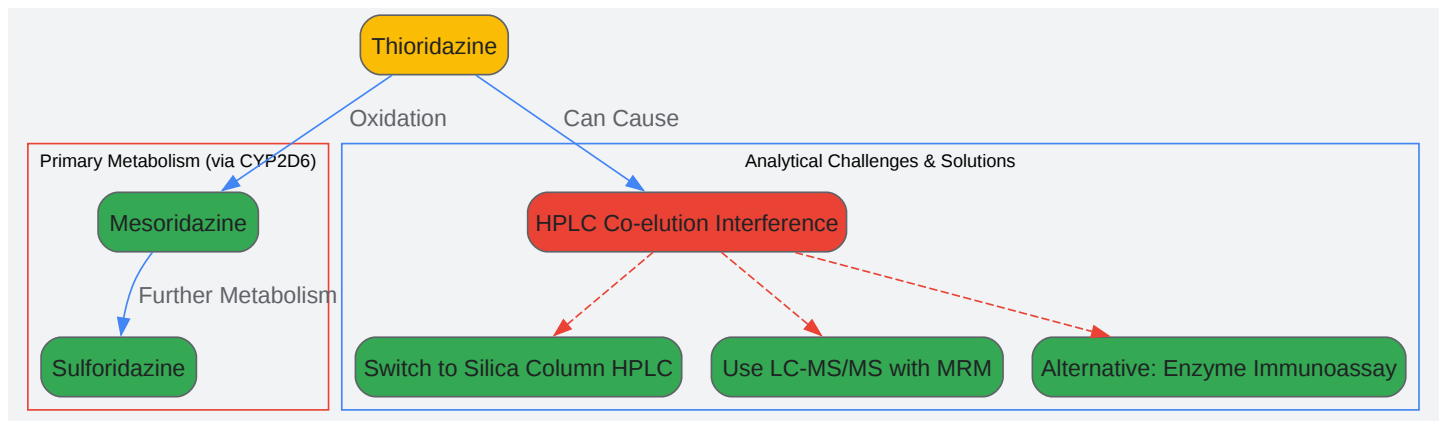 Thioridazine
Oxidation
Can Cause
Primary Metabolism (via CYP2D6)
Analytical Challenges & Solutions
Mesoridazine
HPLC Co-elution Interference
Further Metabolism
Sulforidazine
Switch to Silica Column HPLC
Use LC-MS/MS with MRM
Alternative: Enzyme Immunoassay